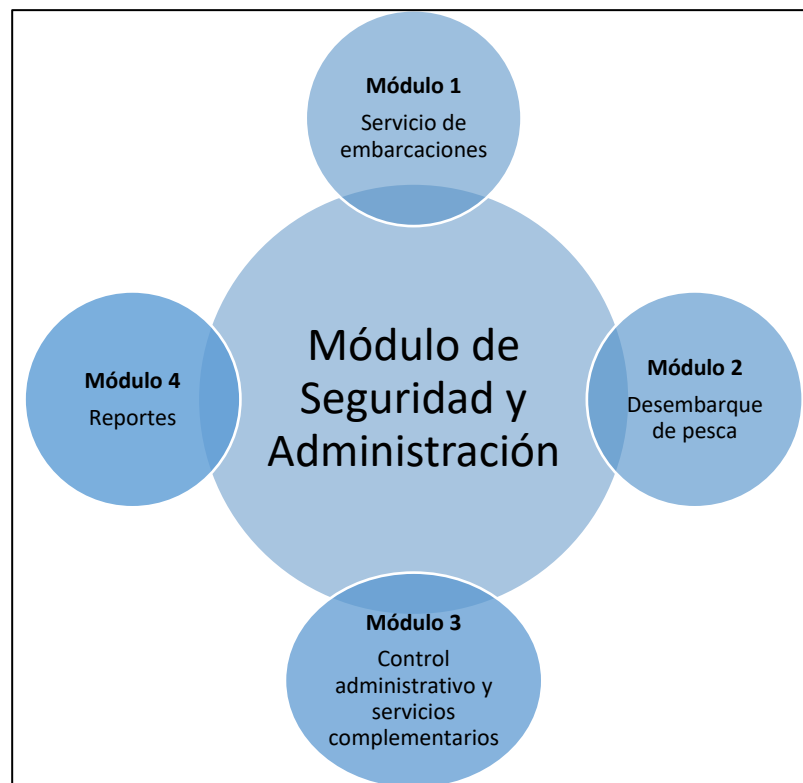 Módulo 1
Servicio de
embarcaciones
Módulo de
Seguridad y
Administración
Módulo 2
Desembarque
de pesca
Módulo 4
Reportes
Módulo 3
Control
administrativo y
servicios
complementarios